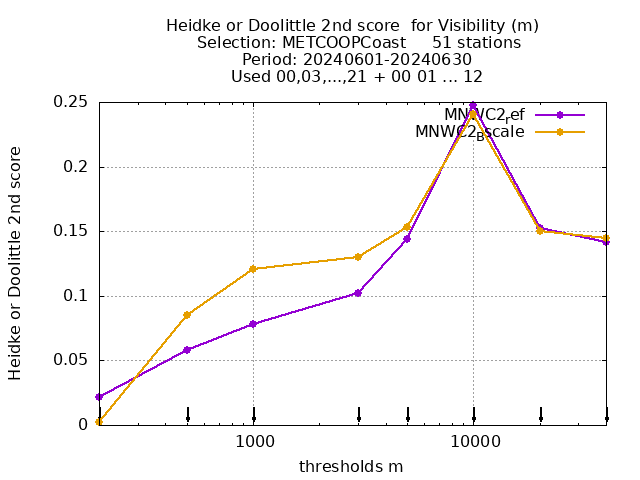 Heidke or Doolittle 2nd score  for Visibility (m)
Selection: METCOOPCoast     51 stations
Period: 20240601-20240630
Used 00,03,...,21 + 00 01 ... 12
0.25
MNWC2_ref
MNWC2_Bscale
0.2
0.15
0.1
0.05
0
1000
10000
thresholds m
Heidke or Doolittle 2nd score